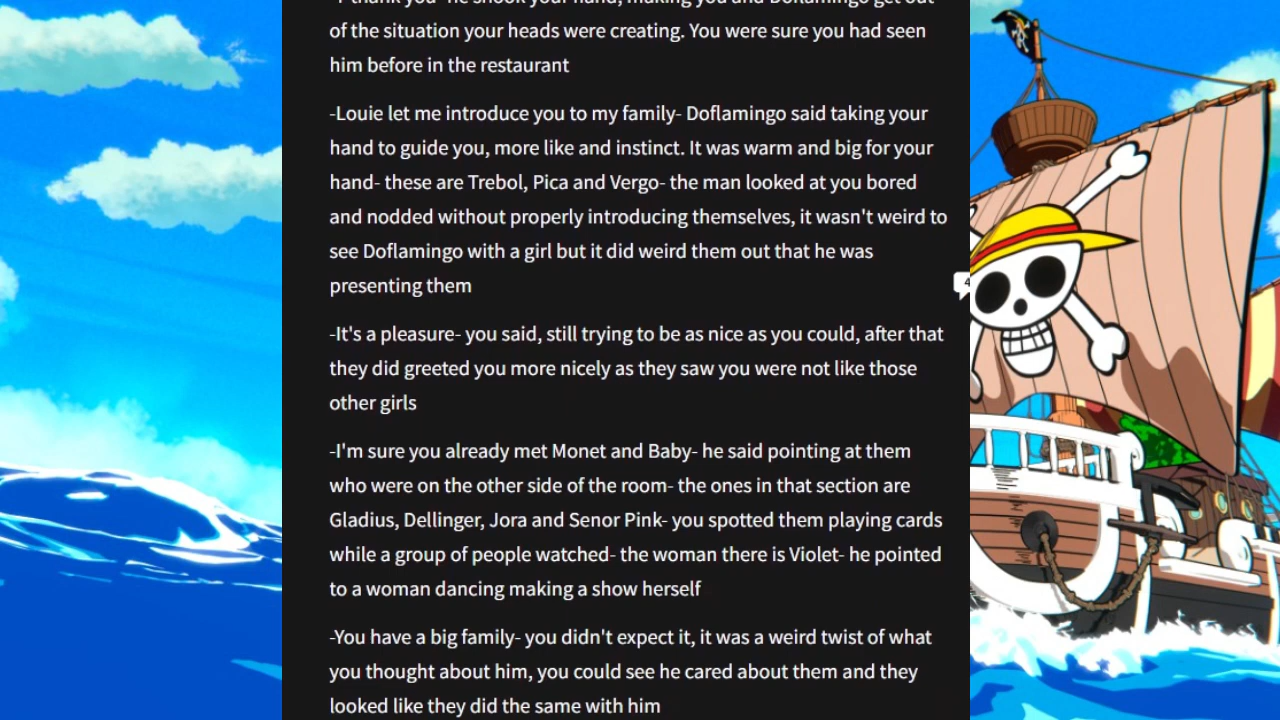 of the situation your heads were creating. You were sure you had seen
him before in the restaurant
-Louie let me introduce you to my family- Doflamingo said taking your
hand to guide you, more like and instinct. It was warm and big for your
hand- these are Trebol, Pica and Vergo- the man looked at you bored
and nodded without properly introducing themselves, it wasn't weird to
see Doflamingo with a girl but it did weird them out that he was
presenting them
-It's a pleasure- you said, still trying to be as nice as you could, after that
they did greeted you more nicely as they saw you were not like those
other girls
-I'm sure you already met Monet and Baby- he said pointing at them
who were on the other side of the room- the ones in that section are
Gladius, Dellinger, Jora and Senor Pink- you spotted them playing cards
while a group of people watched- the woman there is Violet- he pointed
to a woman dancing making a show herself
-You have a big family- you didn't expect it, it was a weird twist of what
you thought about him, you could see he cared about them and they
looked like they did the same with him